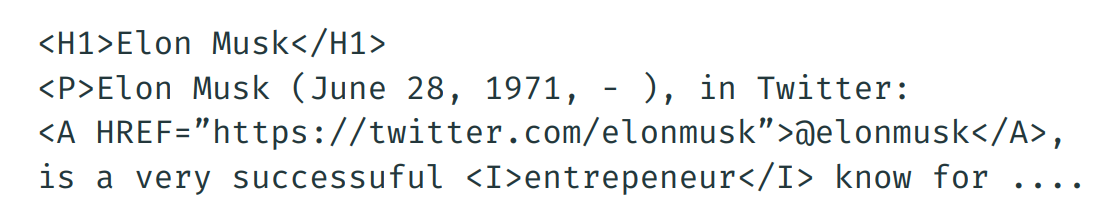 <H1>Elon Musk</H1>
<P>Elon Musk (June 28, 1971, - ), in Twitter:
<A HREF=”https://twitter.com/elonmusk”>@elonmusk</A>,
is a very successuful <I>entrepeneur</I> know for ....